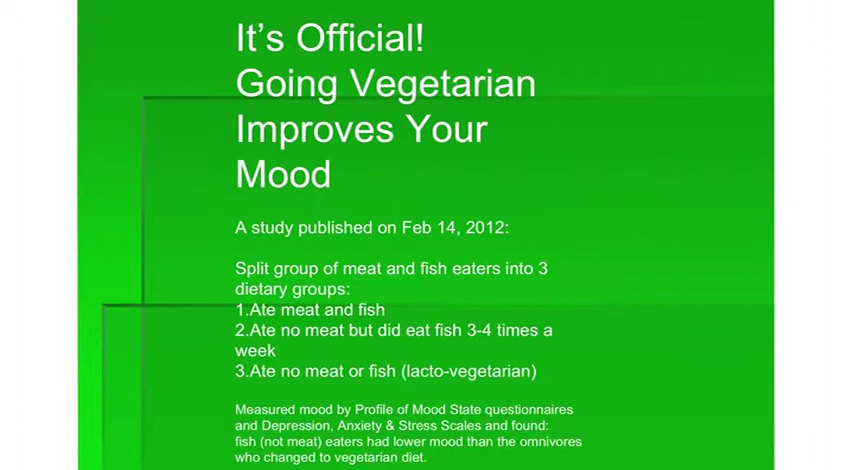 It’s Official!
Going Vegetarian
Improves Your
Mood
A study published on Feb 14, 2012:
Split group of meat and fish eaters into 3
dietary groups:
1.Ate meat and fish
2.Ate no meat but did eat fish 3-4 times a
week
3.Ate no meat or fish (lacto-vegetarian)
Measured mood by Profile of Mood State questionnaires
and Depression, Anxiety & Stress Scales and found:
fish (not meat) eaters had lower mood than the omnivores
who changed to vegetarian diet.